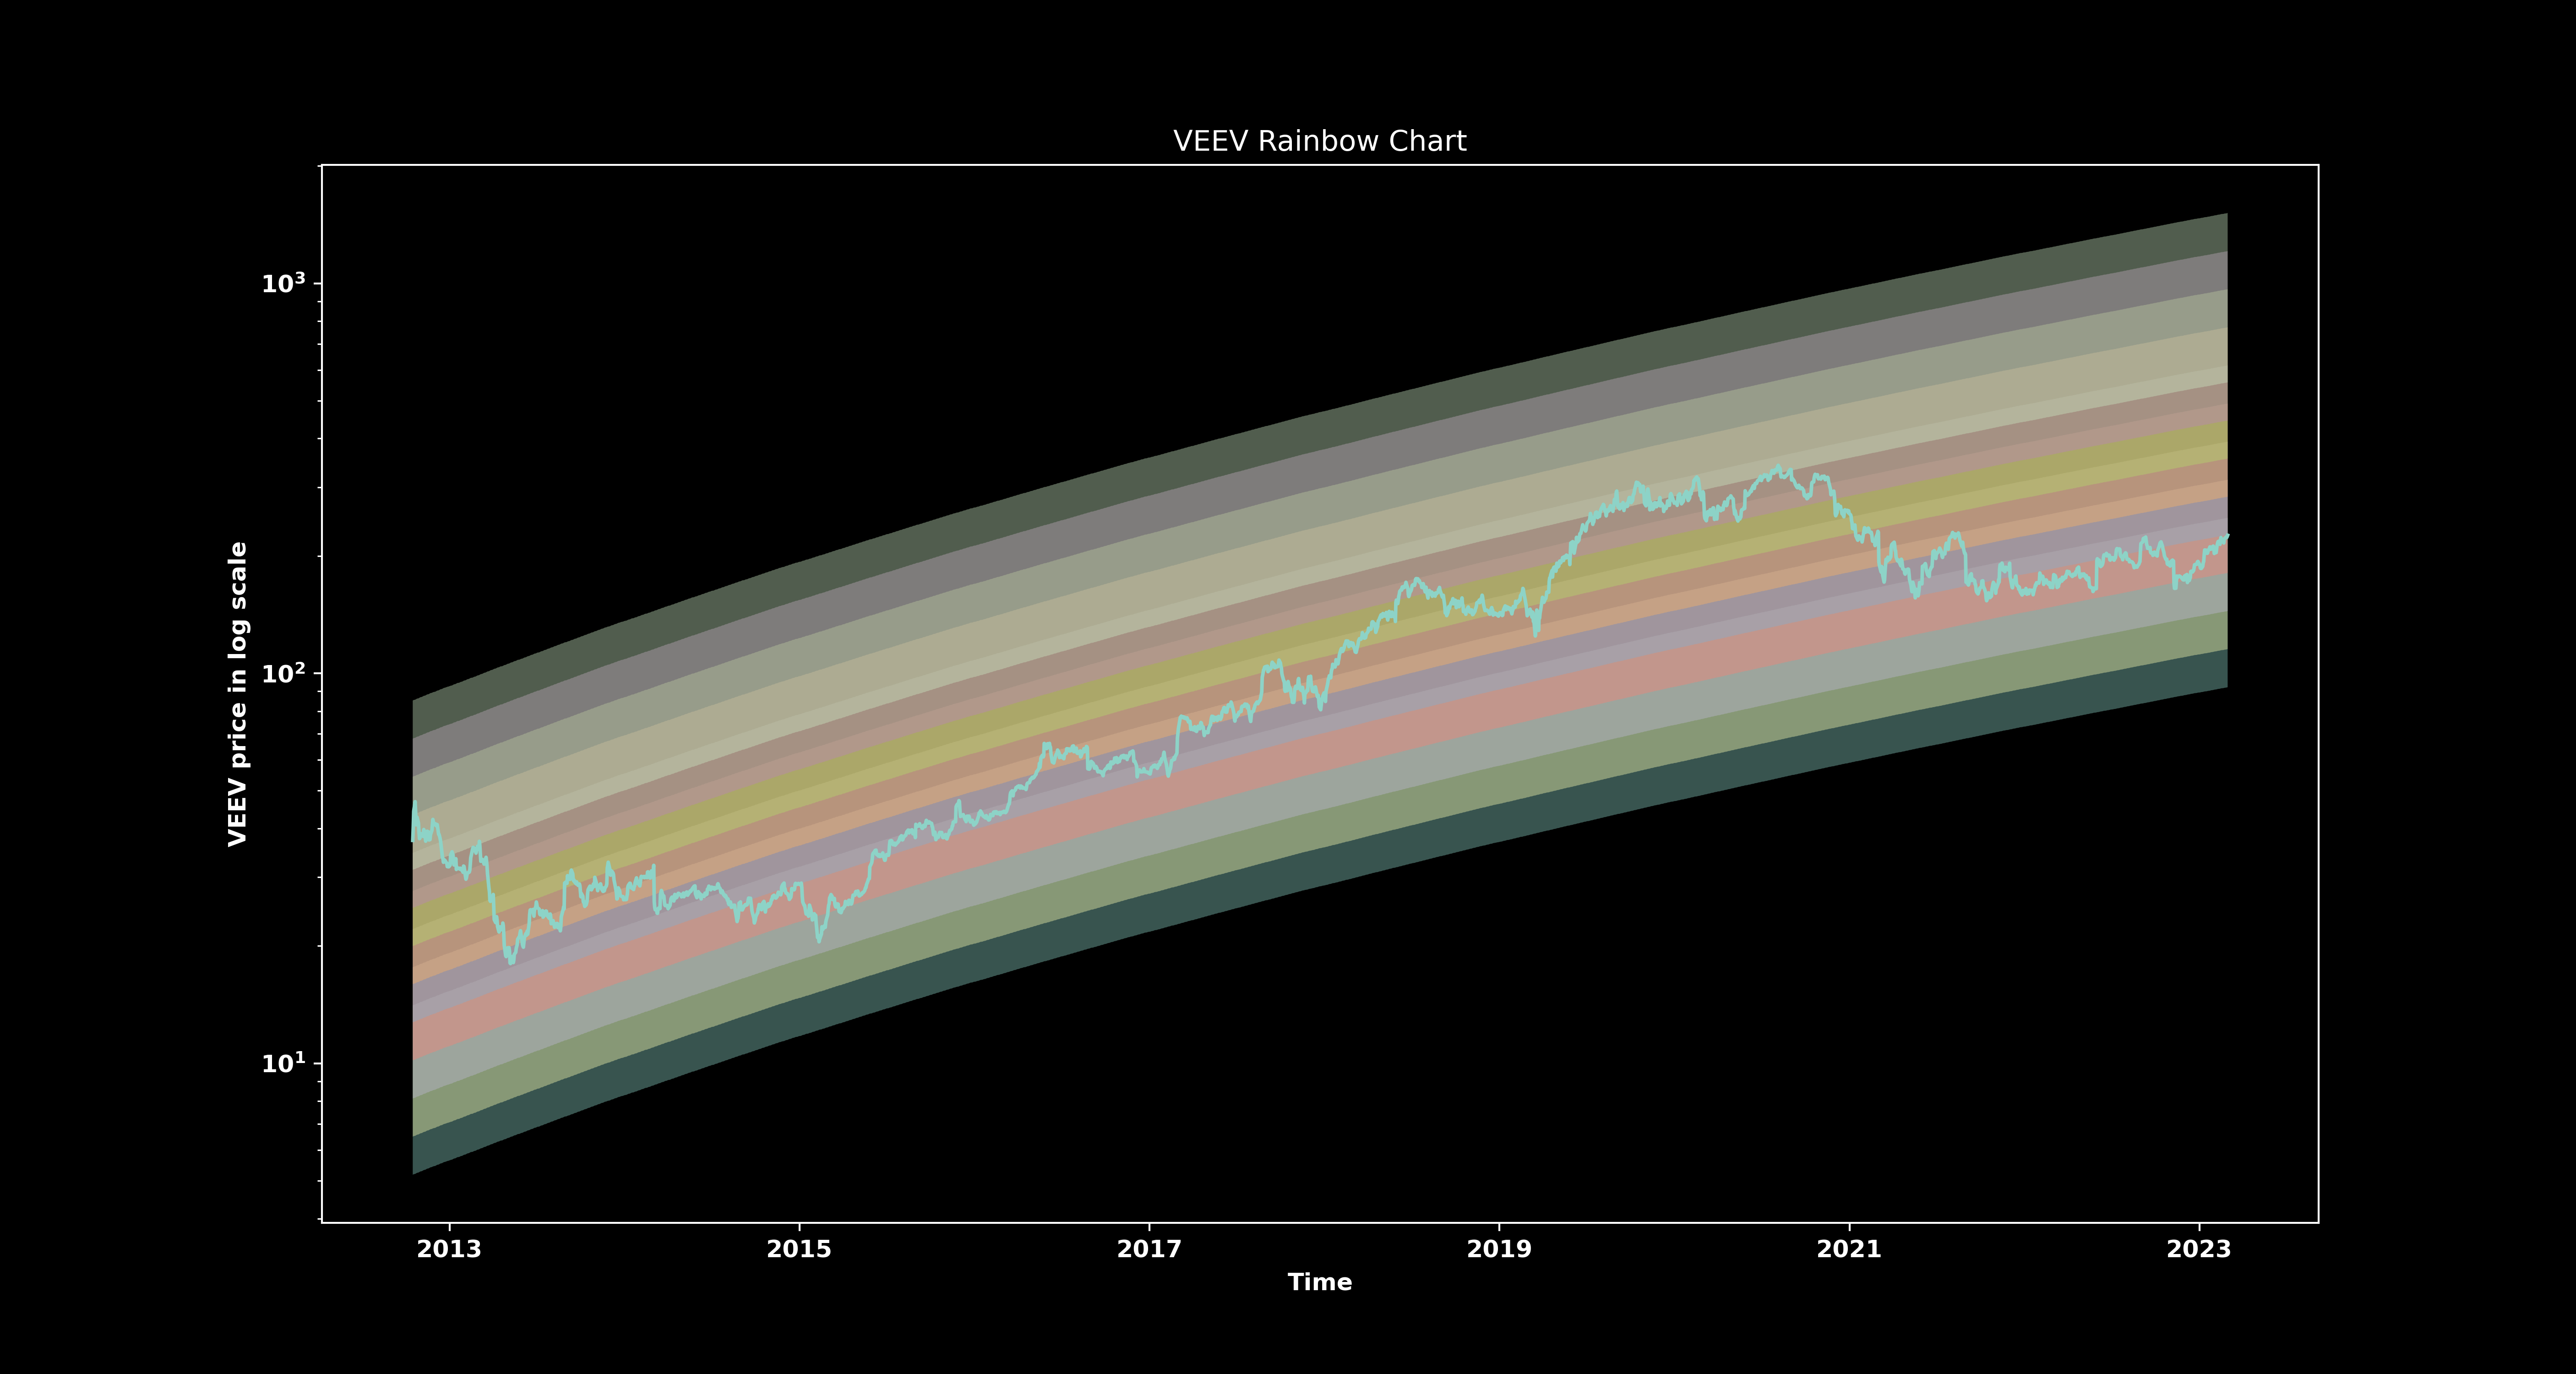 VEEV Rainbow Chart
VEEV price in log scale
10³
10²
10¹
2013 2015 2017 2019 2021 2023
Time